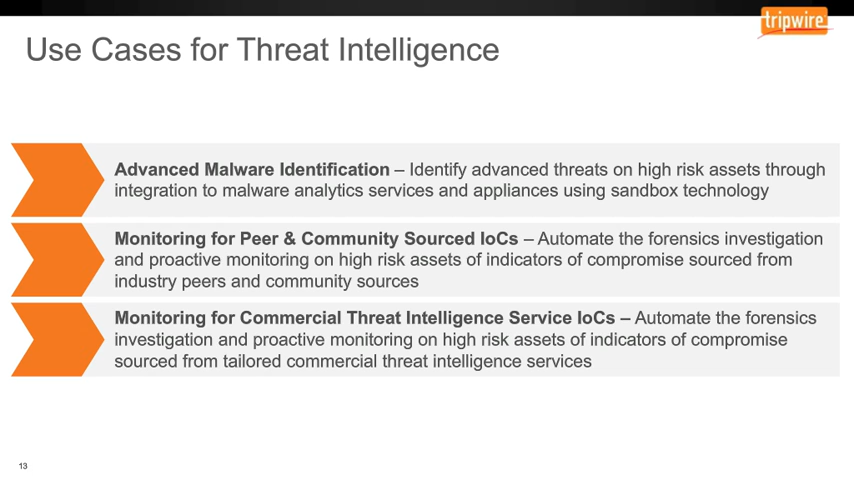 tripwire
Use Cases for Threat Intelligence
Advanced Malware Identification – Identify advanced threats on high risk assets through
integration to malware analytics services and appliances using sandbox technology
Monitoring for Peer & Community Sourced IoCs – Automate the forensics investigation
and proactive monitoring on high risk assets of indicators of compromise sourced from
industry peers and community sources
Monitoring for Commercial Threat Intelligence Service IoCs – Automate the forensics
investigation and proactive monitoring on high risk assets of indicators of compromise
sourced from tailored commercial threat intelligence services
13